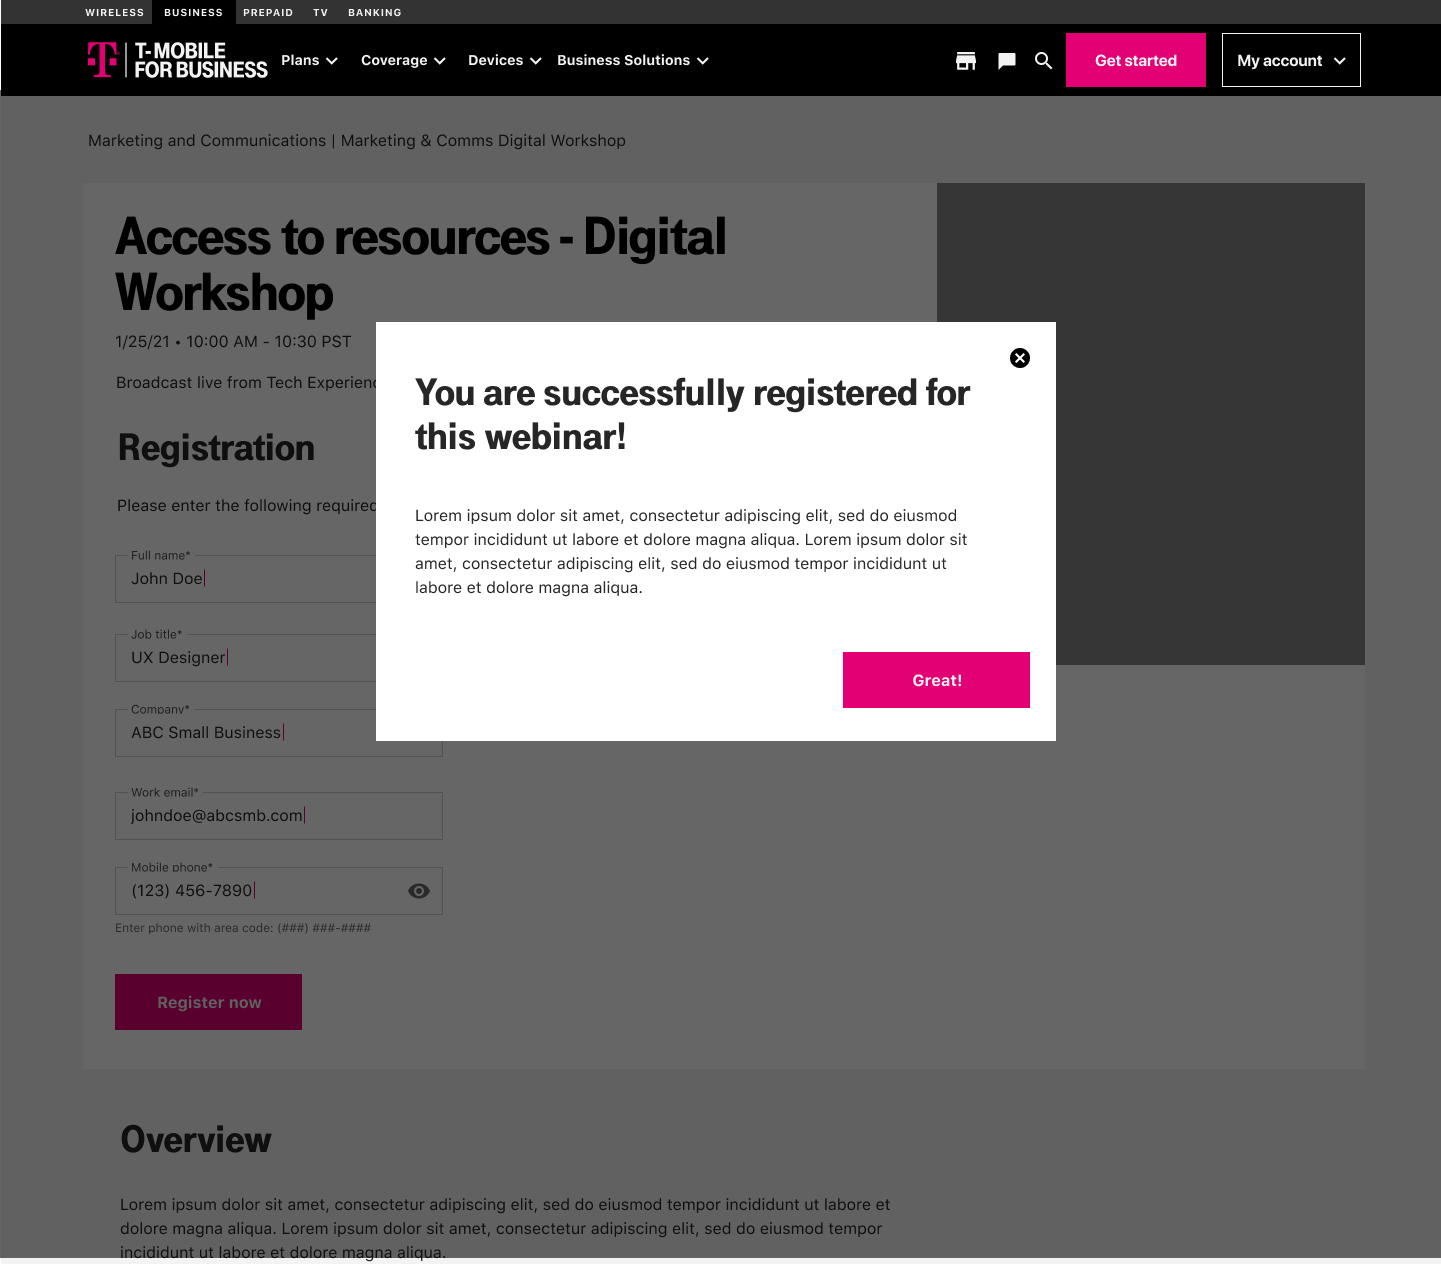 WIRELESS BUSINESS PREPAID TV BANKING
T-MOBILE
FOR BUSINESS
Plans Coverage Devices Business Solutions Get started My account
Marketing and Communications | Marketing & Comms Digital Workshop
Access to resources - Digital
Workshop
1/25/21 • 10:00 AM - 10:30 PST
Broadcast live from Tech
Registration
Please enter the following required
Full name*
John Doe
Job title*
UX Designer
Company*
ABC Small Business
Work email*
johndoe@abcsmb.com
Mobile phone*
(123) 456-7890
Enter phone with area code: (###) ###-####
Register now
You are successfully registered for
this webinar!
Lorem ipsum dolor sit amet, consectetur adipiscing elit, sed do eiusmod
tempor incididunt ut labore et dolore magna aliqua. Lorem ipsum dolor sit
amet, consectetur adipiscing elit, sed do eiusmod tempor incididunt ut
labore et dolore magna aliqua.
Great!
Overview
Lorem ipsum dolor sit amet, consectetur adipiscing elit, sed do eiusmod tempor incididunt ut labore et
dolore magna aliqua. Lorem ipsum dolor sit amet, consectetur adipiscing elit, sed do eiusmod tempor
incididunt ut labore et dolore magna aliqua.